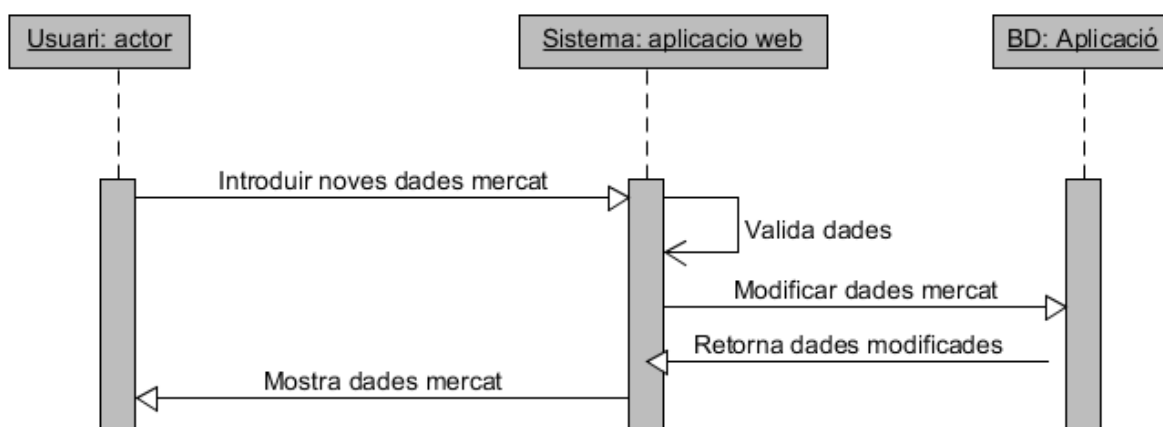 Usuari: actor
Sistema: aplicacio web
BD: Aplicació
Introduir noves dades mercat
Valida dades
Modificar dades mercat
Retorna dades modificades
Mostra dades mercat